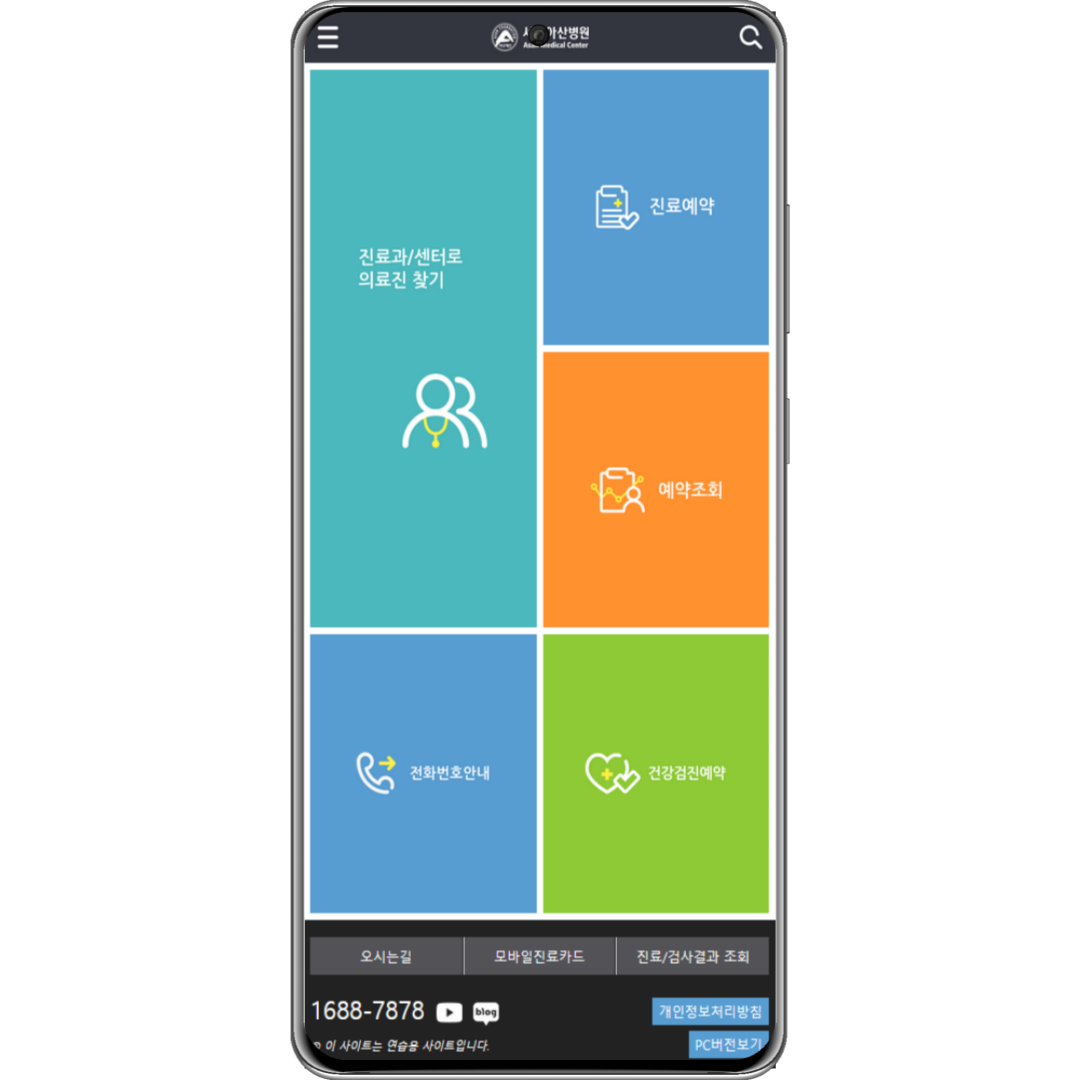 아산병원
Medical Center
진료과/센터로
의료진 찾기
진료예약
예약조회
전화번호안내
건강검진예약
오시는길
모바일진료카드
진료/검사결과 조회
1688-7878
blog
개인정보처리방침
이 사이트는 연습용 사이트입니다.
PC버전보기